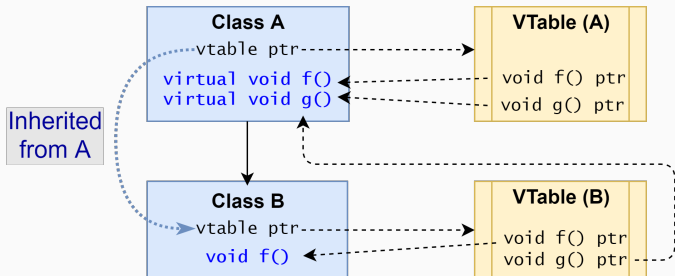 Class A
vtable ptr
virtual void f()
virtual void g()
VTable (A)
void f() ptr
void g() ptr
Inherited
from A
Class B
vtable ptr
void f()
VTable (B)
void f() ptr
void g() ptr